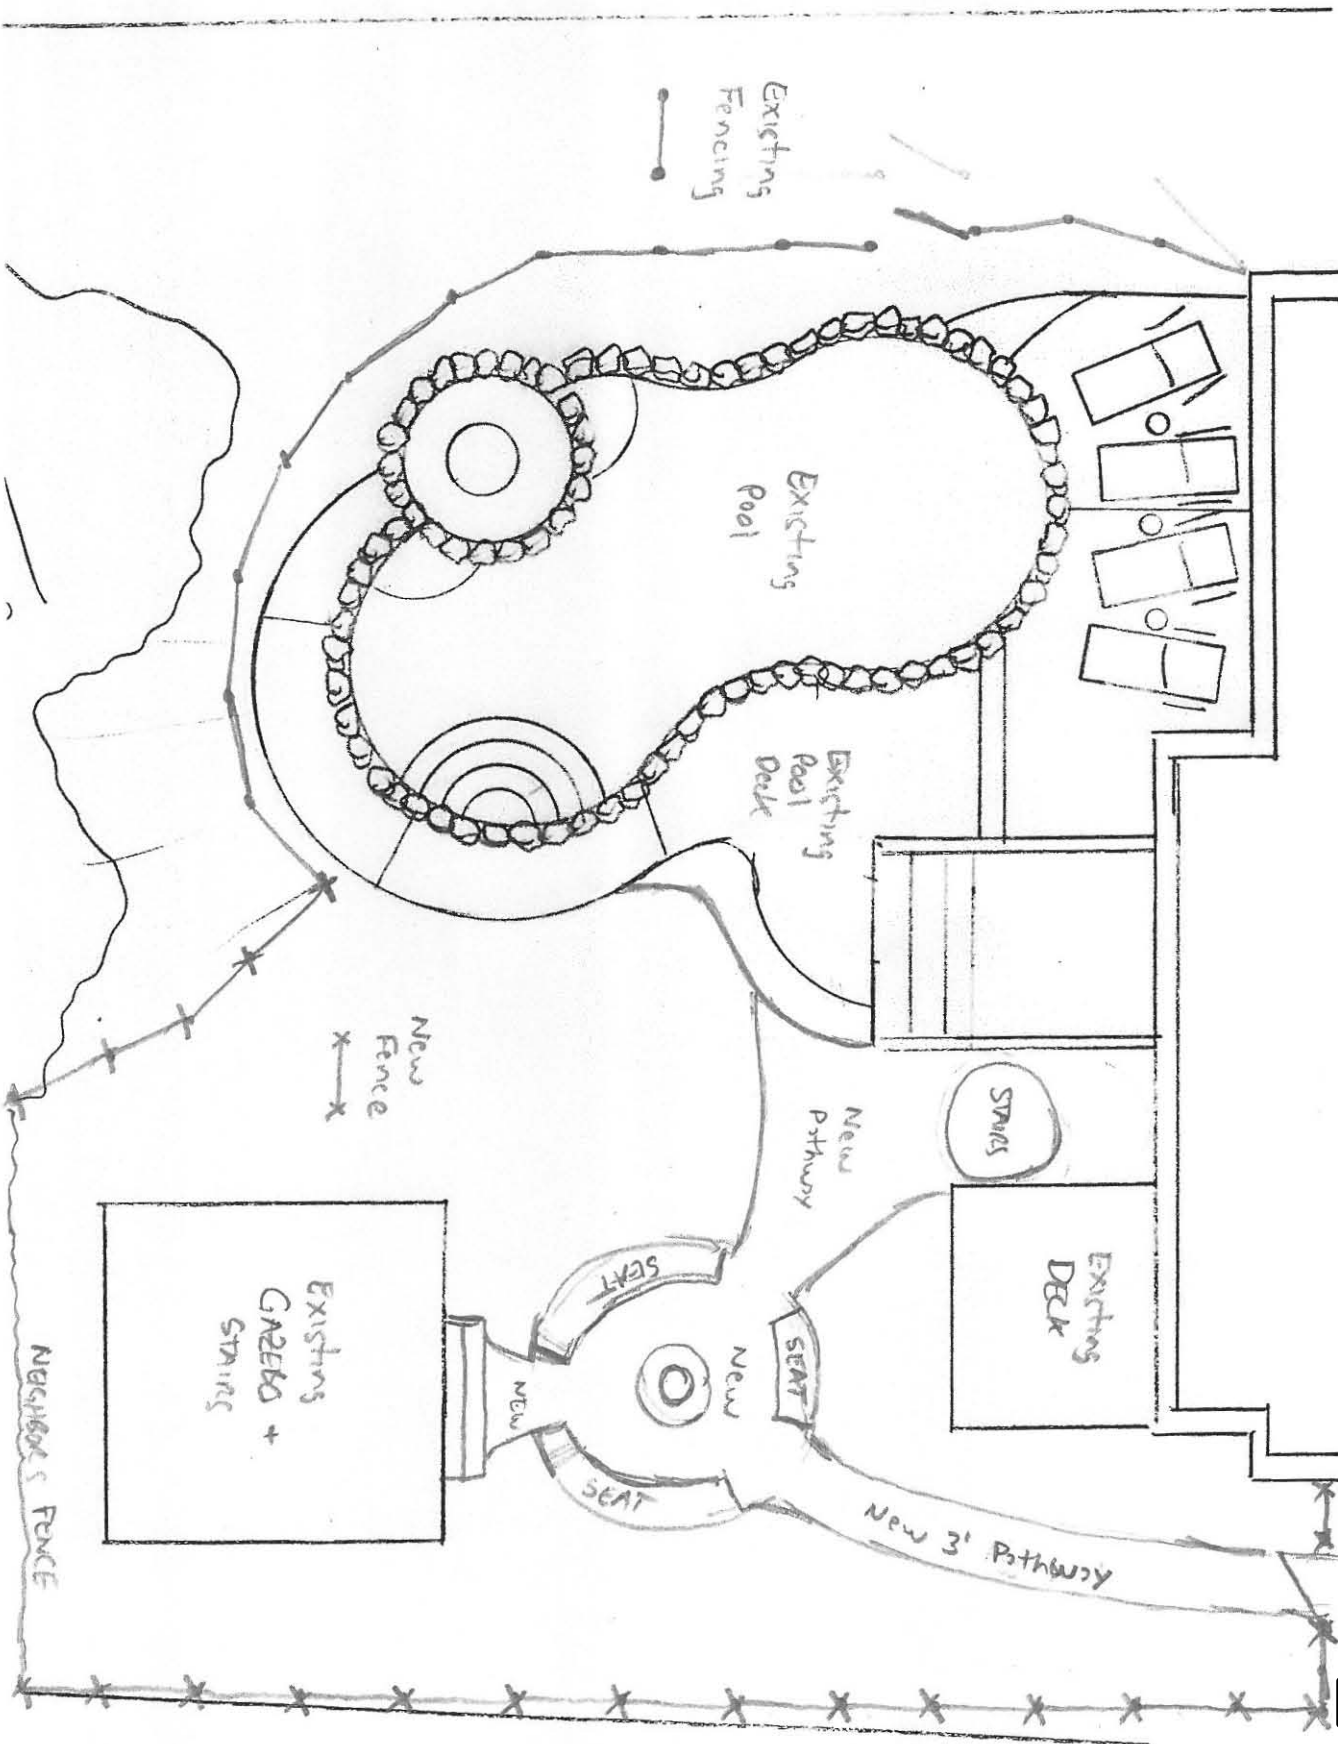 Existing
Fencing
Existing
Pool
Existing
Pool
Deck
New
Fence
New
Pathway
STAIRS
Existing
DECK
SEAT
SEAT
New
NEW
SEAT
Existing
GAZEBO +
STAIRS
New 3' Pathway
NEIGHBORS FENCE